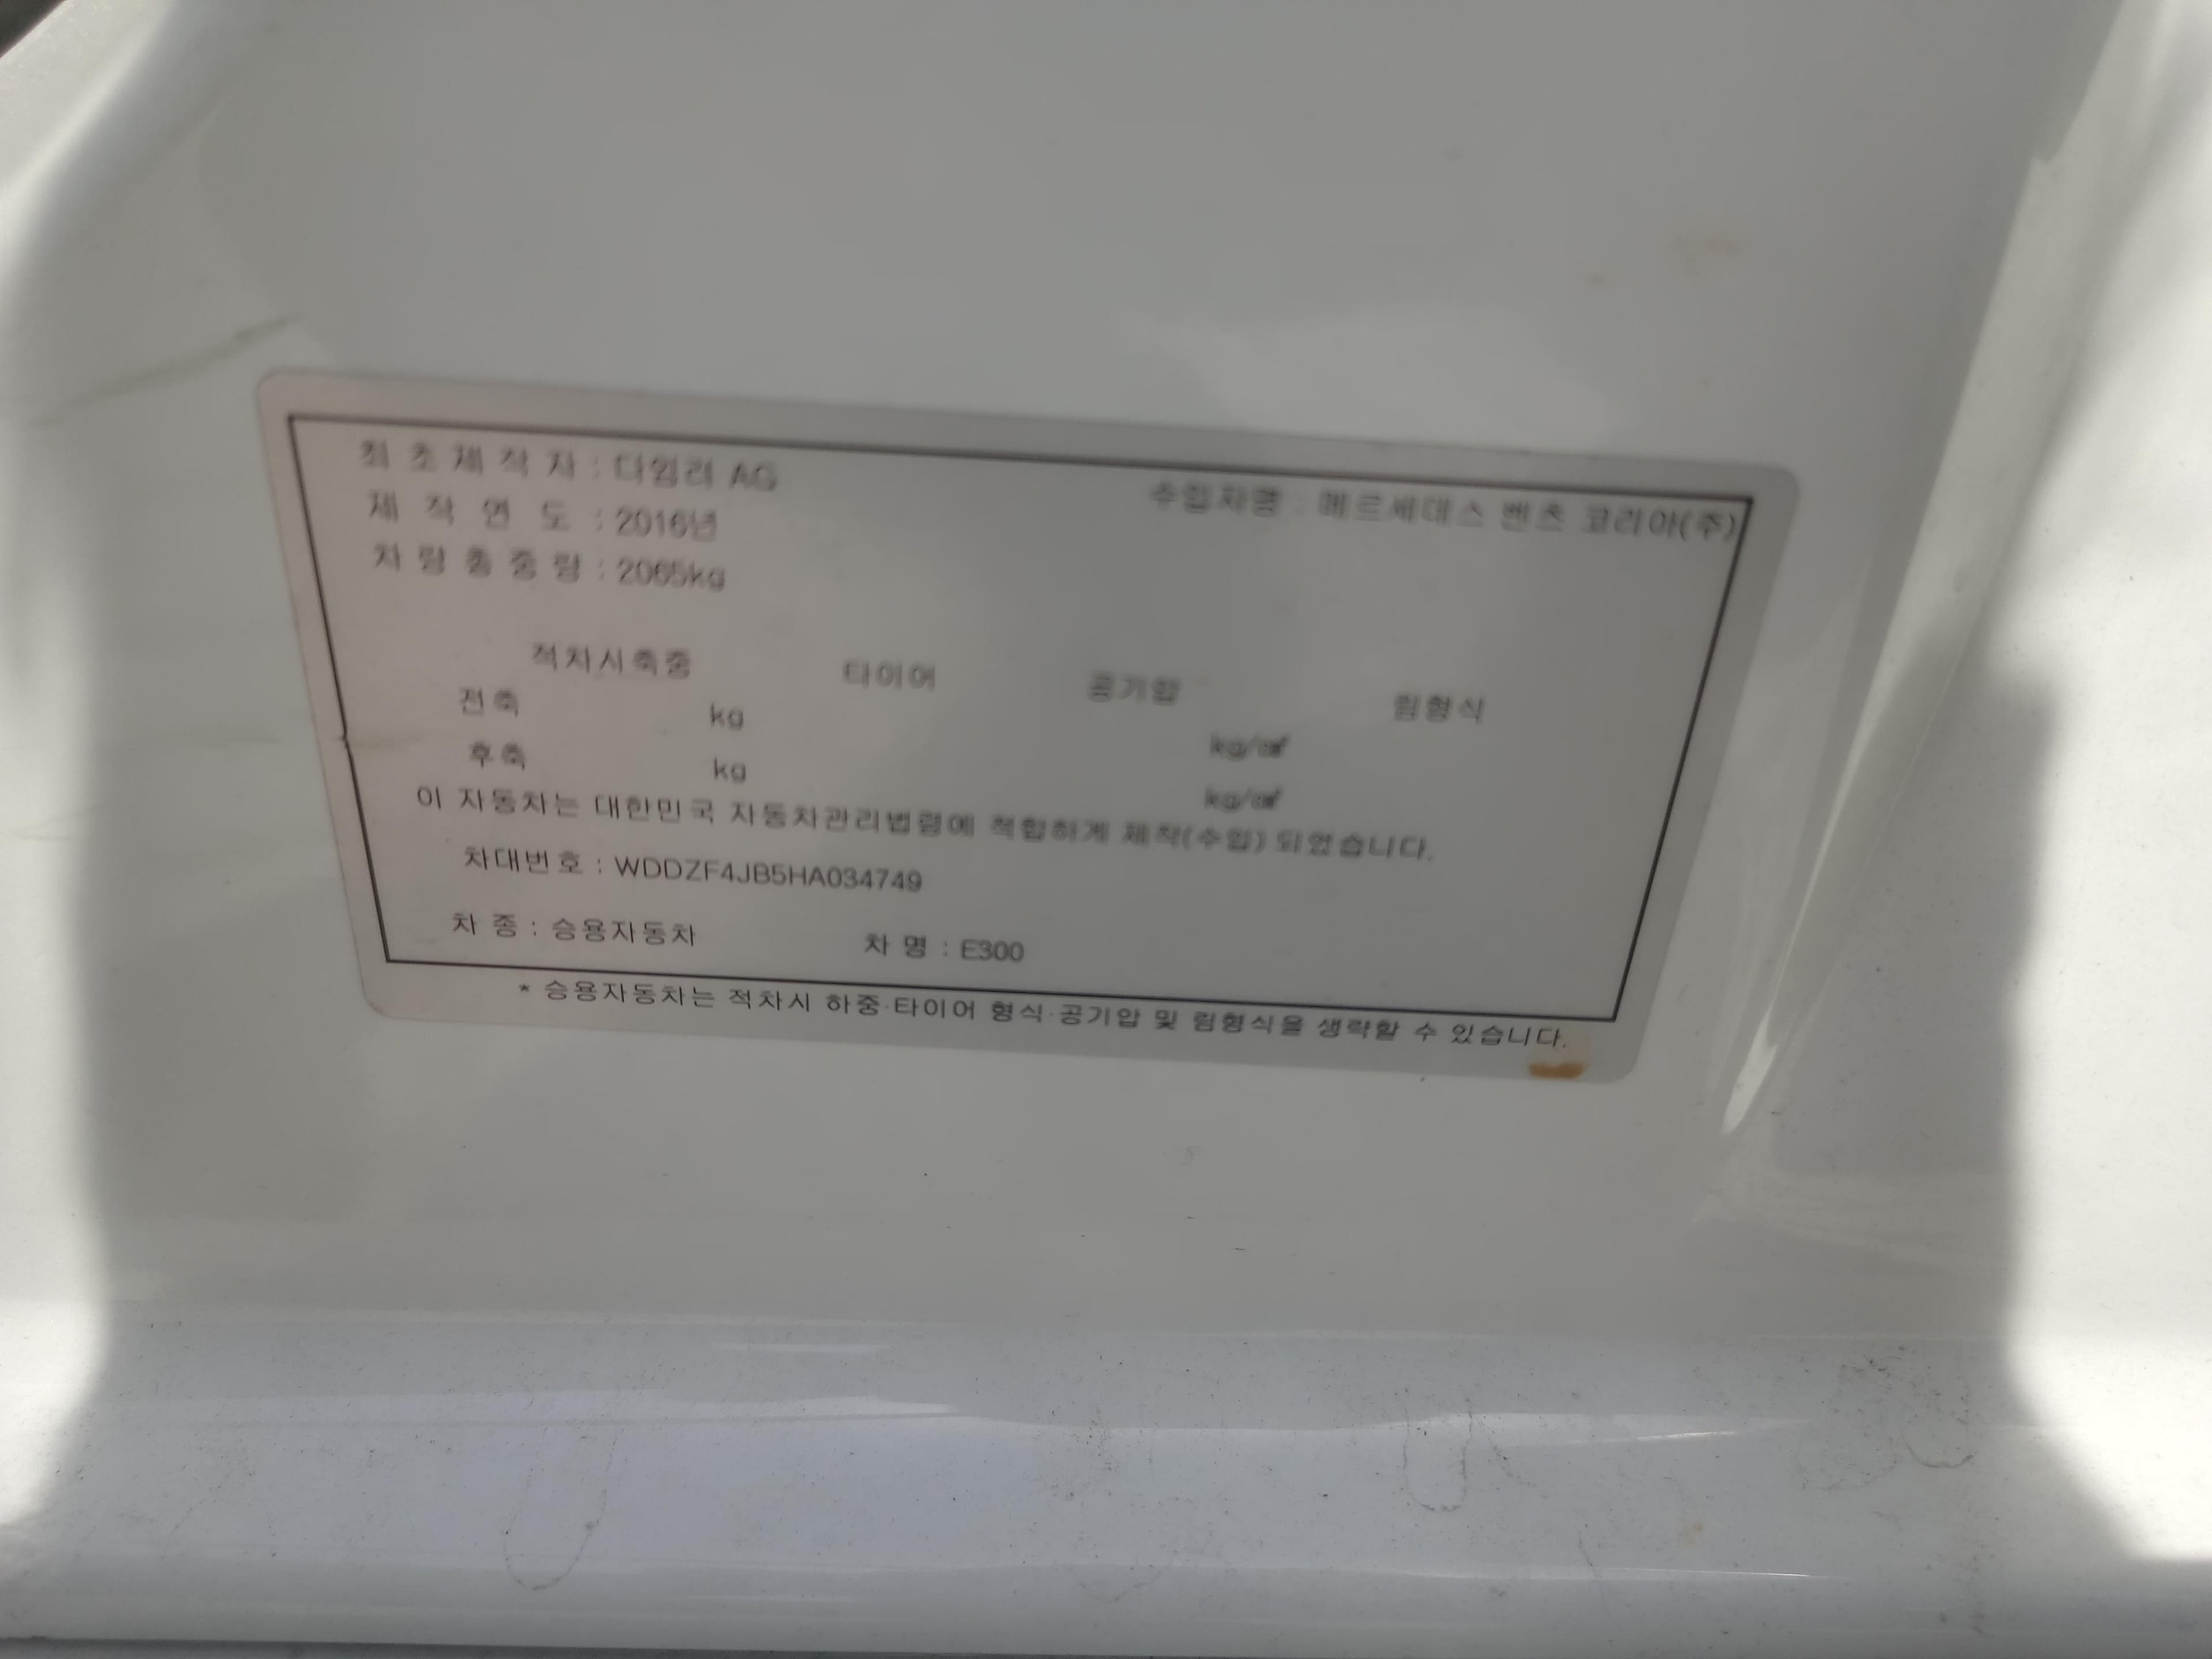 최초제작자 : 다임러 AG
수입자명 : 메르세데스 벤츠 코리아(주)
제작연도 : 2016년
차량총중량 : 2065kg
적차시축중 타이어 공기압 림형식
전축 kg kg/㎠
후축 kg kg/㎠
이 자동차는 대한민국 자동차관리법령에 적합하게 제작(수입) 되었습니다.
차대번호 : WDDZF4JB5HA034749
차 종 : 승용자동차 차 명 : E300
* 승용자동차는 적차시 하중·타이어 형식·공기압 및 림형식을 생략할 수 있습니다.